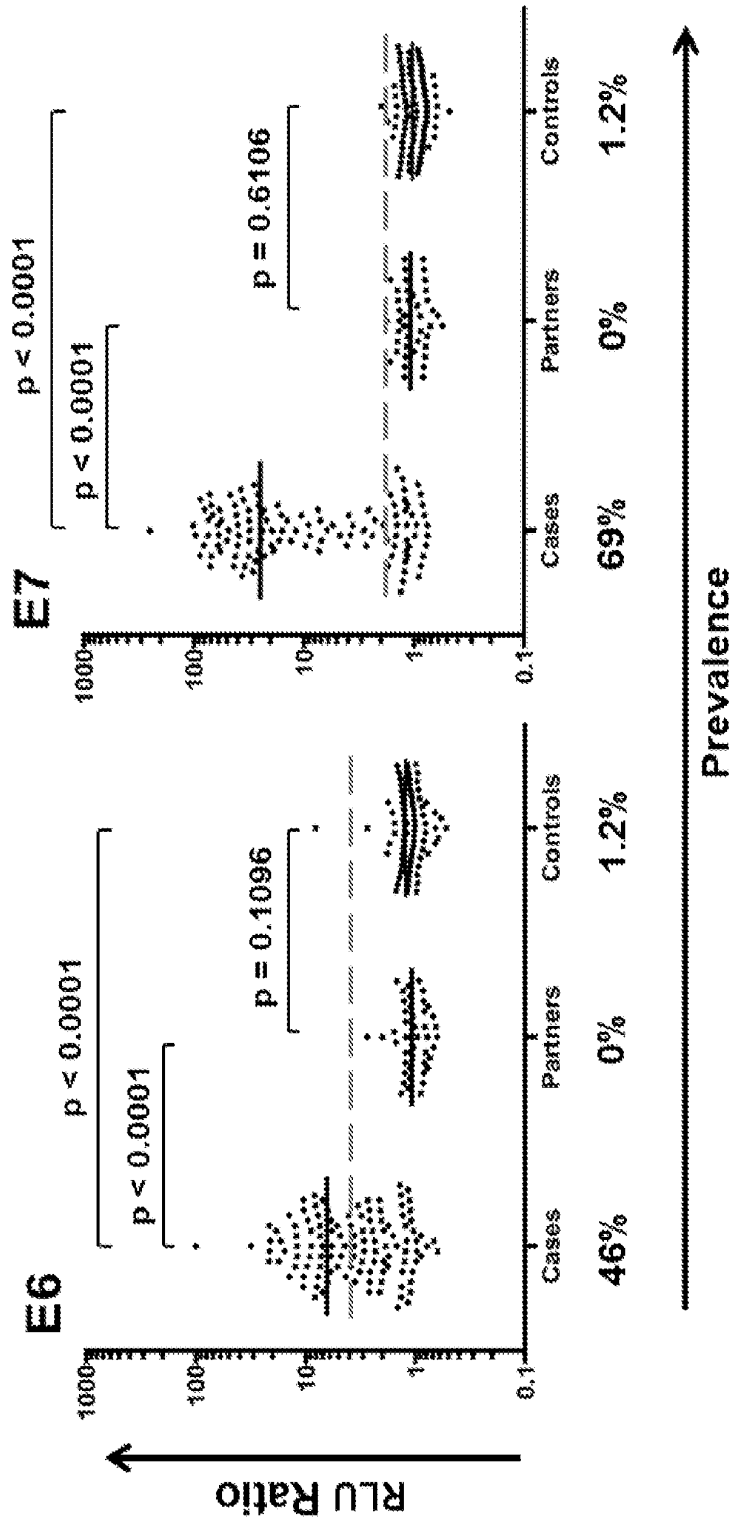 E6
RLU Ratio
1000
100
10
1
0.1
p < 0.0001
p < 0.0001
p = 0.1096
Cases
Partners
Controls
46%
0%
1.2%
E7
1000
100
10
1
0.1
p < 0.0001
p < 0.0001
p = 0.6106
Cases
Partners
Controls
69%
0%
1.2%
Prevalence